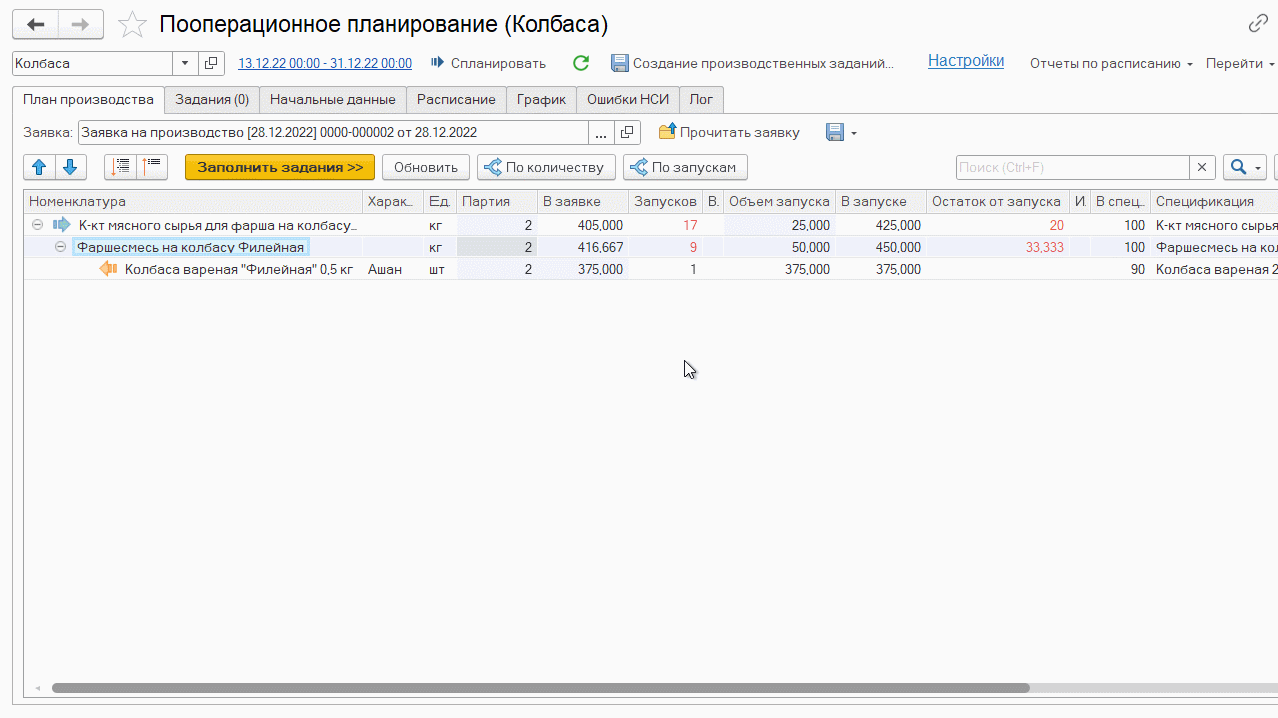 Пооперационное планирование (Колбаса)
Колбаса 13.12.22 00:00 - 31.12.22 00:00 Спланировать Создание производственных заданий... Настройки Отчеты по расписанию Перейти
План производства Задания (0) Начальные данные Расписание График Ошибки НСИ Лог
Заявка: Заявка на производство [28.12.2022] 0000-000002 от 28.12.2022 ... Прочитать заявку
Заполнить задания >> Обновить По количеству По запускам Поиск (Ctrl+F)
Номенклатура Харак... Ед. Партия В заявке Запусков В. Объем запуска В запуске Остаток от запуска И. В спец... Спецификация
К-кт мясного сырья для фарша на колбасу... кг 2 405,000 17 25,000 425,000 20 100 К-кт мясного сырья
Фаршесмесь на колбасу Филейная кг 2 416,667 9 50,000 450,000 33,333 100 Фаршесмесь на кол
Колбаса вареная "Филейная" 0,5 кг Ашан шт 2 375,000 1 375,000 375,000 90 Колбаса вареная 2